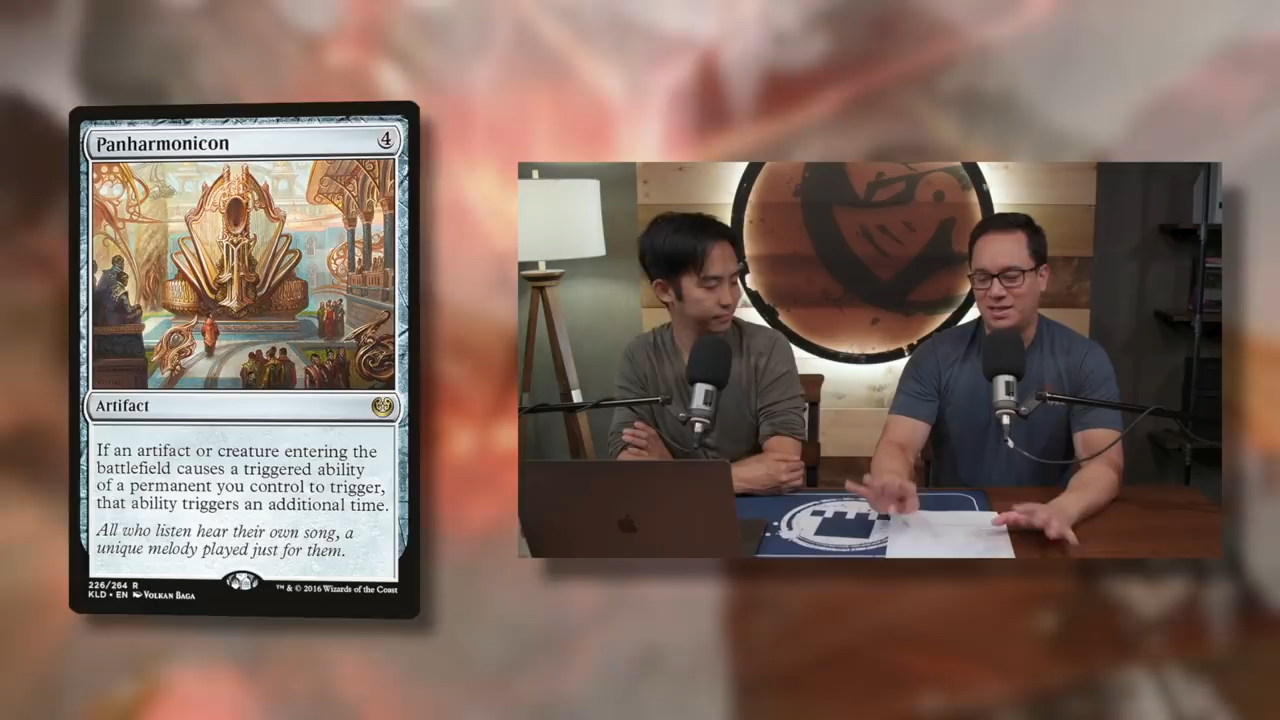 Panharmonicon
4
Artifact
If an artifact or creature entering the
battlefield causes a triggered ability
of a permanent you control to trigger,
that ability triggers an additional time.
All who listen hear their own song, a
unique melody played just for them.
226/264 R
KLD • EN VOLKAN BAGA
™ & © 2016 Wizards of the Coast